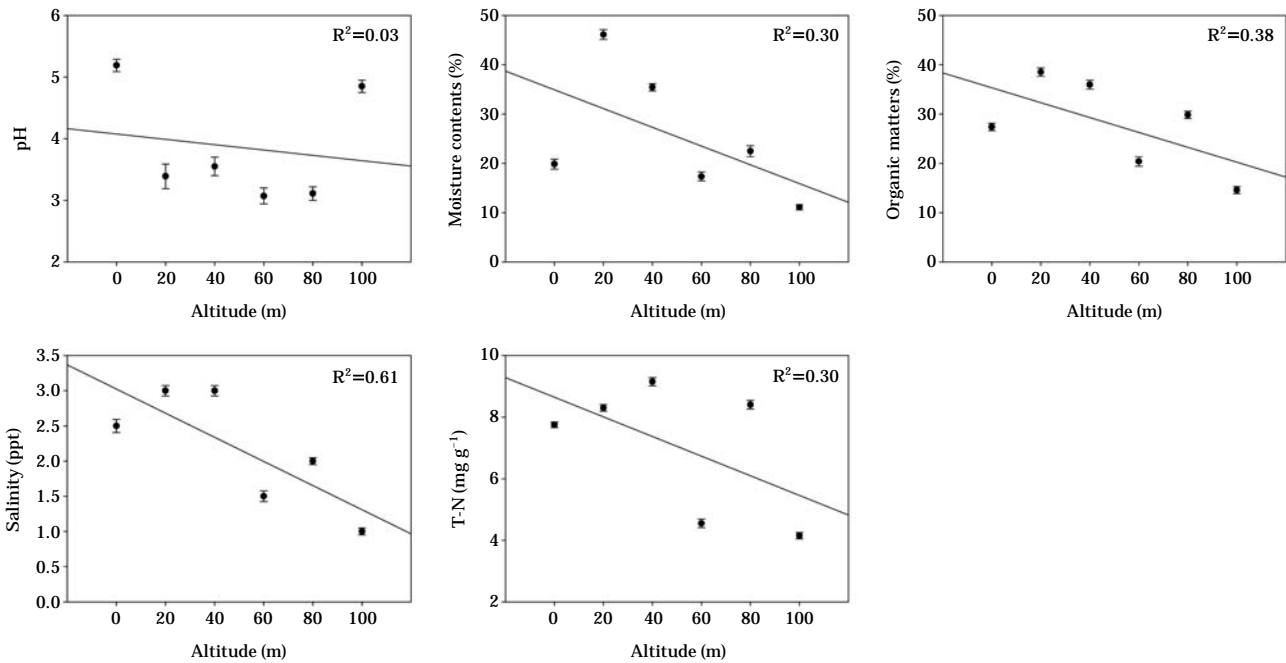 6
5
4
3
2
pH
R²=0.03
0 20 40 60 80 100
Altitude (m)
50
40
30
20
10
0
Moisture contents (%)
R²=0.30
0 20 40 60 80 100
Altitude (m)
50
40
30
20
10
0
Organic matters (%)
R²=0.38
0 20 40 60 80 100
Altitude (m)
3.5
3.0
2.5
2.0
1.5
1.0
0.5
0.0
Salinity (ppt)
R²=0.61
0 20 40 60 80 100
Altitude (m)
10
8
6
4
2
T-N (mg g⁻¹)
R²=0.30
0 20 40 60 80 100
Altitude (m)